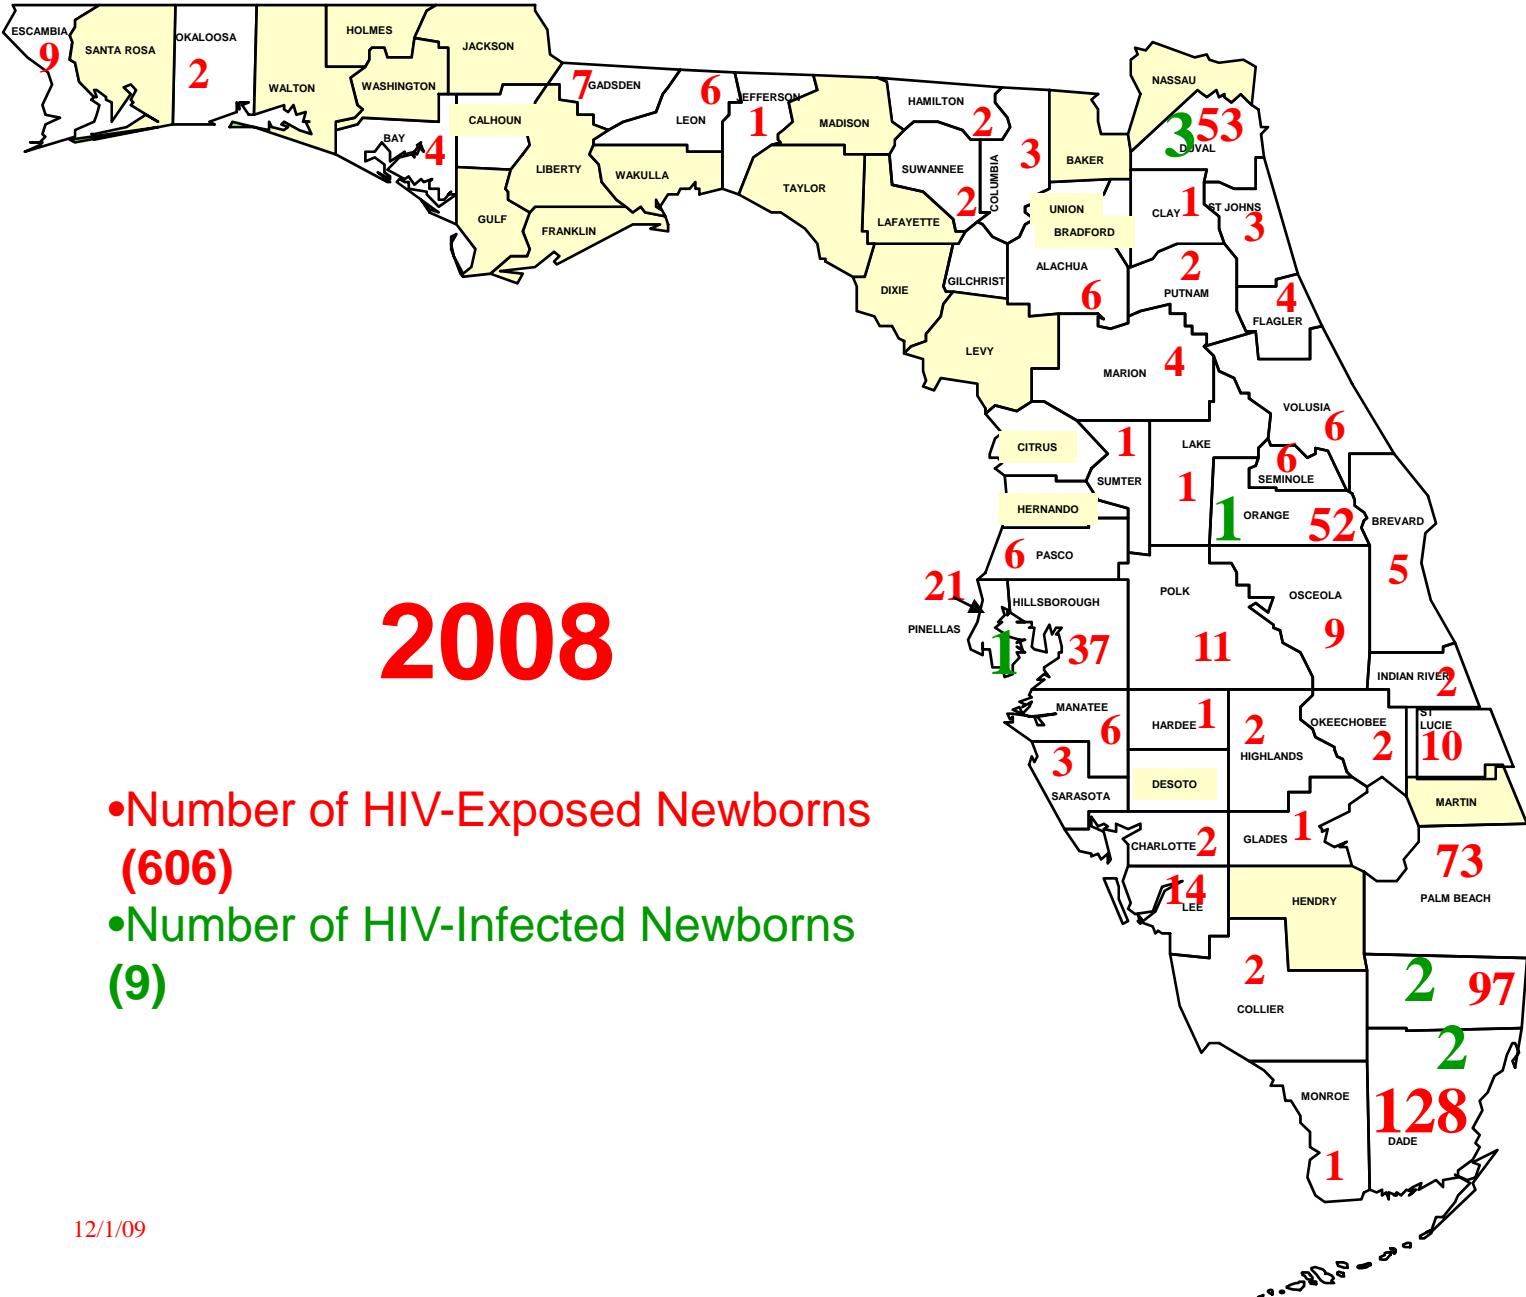 ESCAMBIA
9
SANTA ROSA
OKALOOSA
2
WALTON
HOLMES
WASHINGTON
JACKSON
BAY
4
CALHOUN
GULF
LIBERTY
FRANKLIN
7
GADSDEN
6
LEON
WAKULLA
JEFFERSON
1
MADISON
TAYLOR
HAMILTON
2
SUWANNEE
2
LAFAYETTE
DIXIE
COLUMBIA
3
BAKER
NASSAU
3
53
DUVAL
UNION
BRADFORD
CLAY
1
ST JOHNS
3
GILCHRIST
ALACHUA
6
2
PUTNAM
4
FLAGLER
LEVY
MARION
4
VOLUSIA
6
CITRUS
1
SUMTER
LAKE
1
6
SEMINOLE
HERNANDO
1
ORANGE
52
BREVARD
5
6
PASCO
21
PINELLAS
1
HILLSBOROUGH
37
POLK
11
OSCEOLA
9
INDIAN RIVER
2
MANATEE
6
HARDEE
1
2
HIGHLANDS
OKEECHOBEE
2
ST
LUCIE
10
3
SARASOTA
DESOTO
MARTIN
CHARLOTTE
2
GLADES
1
73
PALM BEACH
14
LEE
HENDRY
2
COLLIER
2
97
2
128
DADE
MONROE
1
2008
•Number of HIV-Exposed Newborns
(606)
•Number of HIV-Infected Newborns
(9)
12/1/09